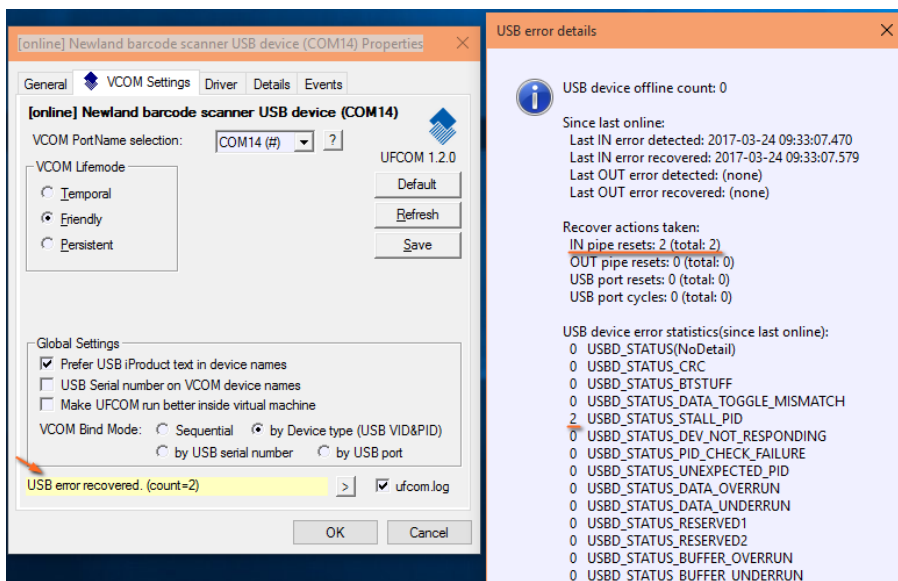 [online] Newland barcode scanner USB device (COM14) Properties
General VCOM Settings Driver Details Events
[online] Newland barcode scanner USB device (COM14)
VCOM PortName selection: COM14 (#) ?
UFCOM 1.2.0
VCOM Lifemode
Temporal
Friendly
Persistent
Default
Refresh
Save
Global Settings
Prefer USB iProduct text in device names
USB Serial number on VCOM device names
Make UFCOM run better inside virtual machine
VCOM Bind Mode: Sequential by Device type (USB VID&PID)
by USB serial number by USB port
USB error recovered. (count=2) > ufcom.log
OK Cancel
USB error details
USB device offline count: 0
Since last online:
Last IN error detected: 2017-03-24 09:33:07.470
Last IN error recovered: 2017-03-24 09:33:07.579
Last OUT error detected: (none)
Last OUT error recovered: (none)
Recover actions taken:
IN pipe resets: 2 (total: 2)
OUT pipe resets: 0 (total: 0)
USB port resets: 0 (total: 0)
USB port cycles: 0 (total: 0)
USB device error statistics(since last online):
0 USBD_STATUS(NoDetail)
0 USBD_STATUS_CRC
0 USBD_STATUS_BTSTUFF
0 USBD_STATUS_DATA_TOGGLE_MISMATCH
2 USBD_STATUS_STALL_PID
0 USBD_STATUS_DEV_NOT_RESPONDING
0 USBD_STATUS_PID_CHECK_FAILURE
0 USBD_STATUS_UNEXPECTED_PID
0 USBD_STATUS_DATA_OVERRUN
0 USBD_STATUS_DATA_UNDERRUN
0 USBD_STATUS_RESERVED1
0 USBD_STATUS_RESERVED2
0 USBD_STATUS_BUFFER_OVERRUN
0 USBD_STATUS_BUFFER_UNDERRUN